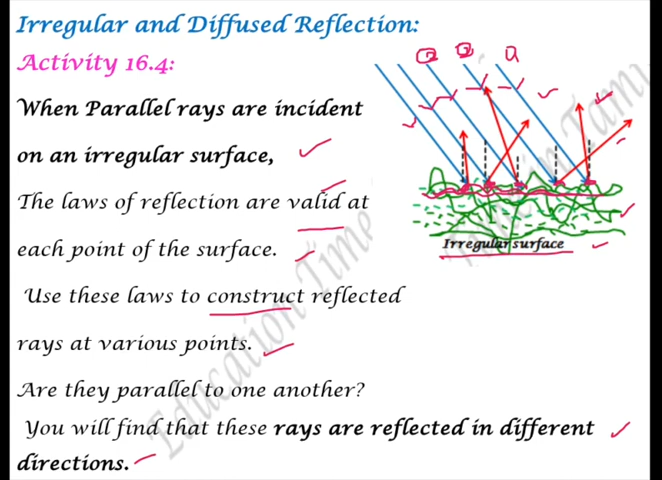 Irregular and Diffused Reflection:
Activity 16.4:
When Parallel rays are incident
on an irregular surface,
The laws of reflection are valid at
each point of the surface.
Use these laws to construct reflected
rays at various points.
Are they parallel to one another?
You will find that these rays are reflected in different
directions.
Irregular surface
Education Time